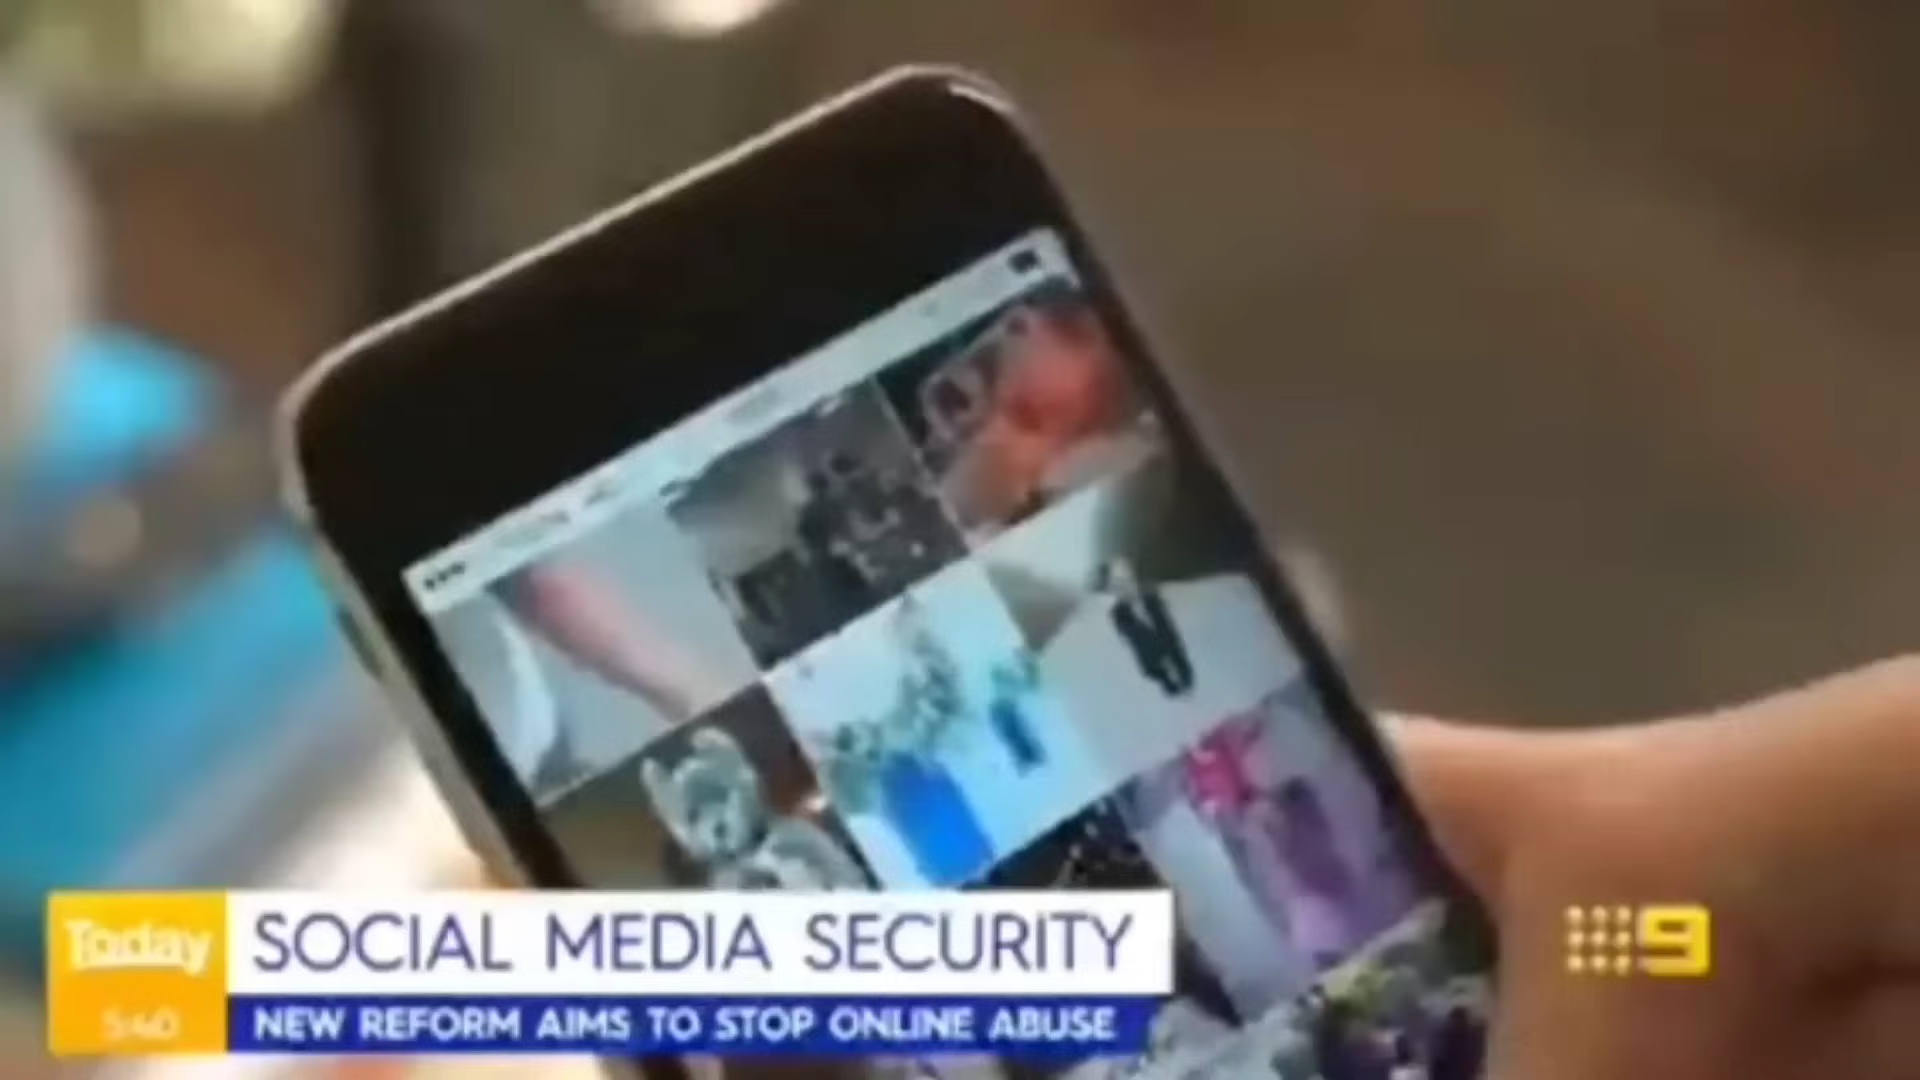 Today
SOCIAL MEDIA SECURITY
5:40
NEW REFORM AIMS TO STOP ONLINE ABUSE
9